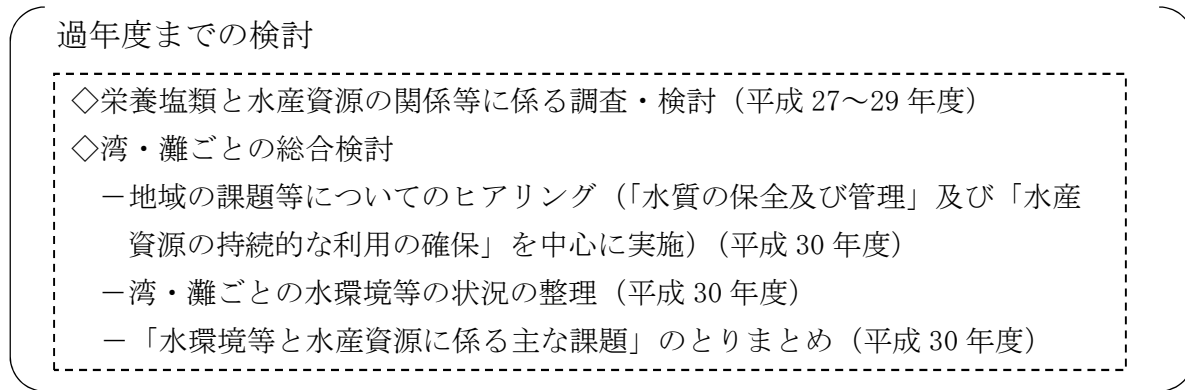 過年度までの検討
◇栄養塩類と水産資源の関係等に係る調査・検討（平成 27～29 年度）
◇湾・灘ごとの総合検討
－地域の課題等についてのヒアリング（「水質の保全及び管理」及び「水産
資源の持続的な利用の確保」を中心に実施）（平成 30 年度）
－湾・灘ごとの水環境等の状況の整理（平成 30 年度）
－「水環境等と水産資源に係る主な課題」のとりまとめ（平成 30 年度）